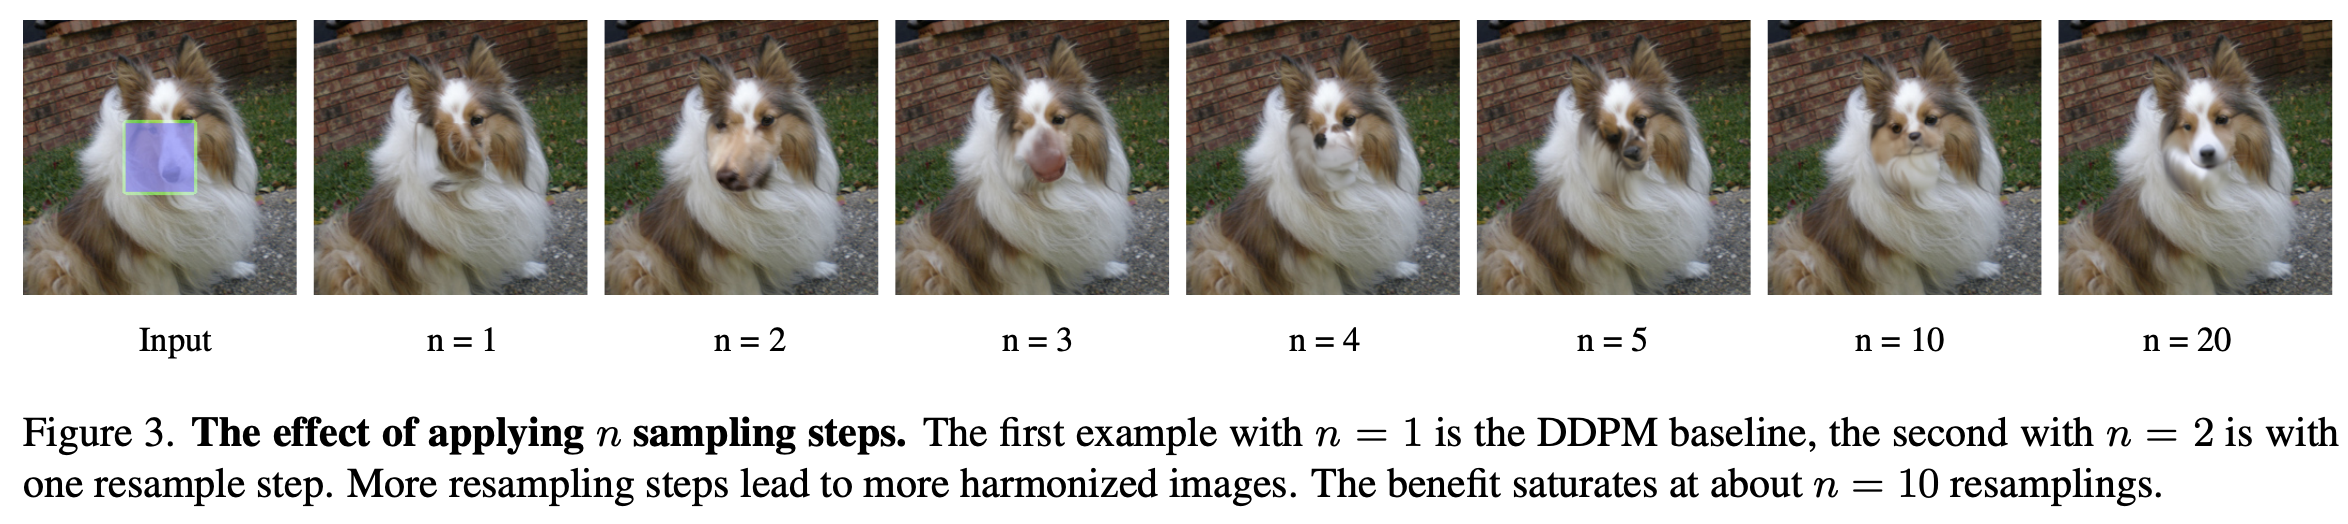 Input n = 1 n = 2 n = 3 n = 4 n = 5 n = 10 n = 20
Figure 3. The effect of applying n sampling steps. The first example with n = 1 is the DDPM baseline, the second with n = 2 is with
one resample step. More resampling steps lead to more harmonized images. The benefit saturates at about n = 10 resamplings.